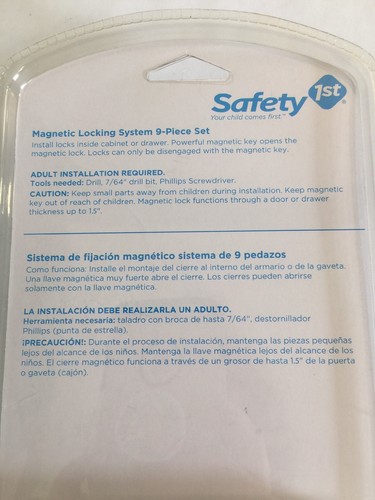 Safety 1st®
Your child comes first™
Magnetic Locking System 9-Piece Set
Install locks inside cabinet or drawer. Powerful magnetic key opens the
magnetic lock. Locks can only be disengaged with the magnetic key.
ADULT INSTALLATION REQUIRED.
Tools needed: Drill, 7/64" drill bit, Phillips Screwdriver.
CAUTION: Keep small parts away from children during installation. Keep magnetic
key out of reach of children. Magnetic lock functions through a door or drawer
thickness up to 1.5".
Sistema de fijación magnético sistema de 9 pedazos
Como funciona: Installe el montaje del cierre al interno del armario o de la gaveta.
Una llave magnética muy fuerte abre el cierre. Los cierres pueden abrirse
solamente con la llave magnética.
LA INSTALACIÓN DEBE REALIZARLA UN ADULTO.
Herramienta necesaria: taladro con broca de hasta 7/64", destornillador
Phillips (punta de estrella).
¡PRECAUCIÓN!: Durante el proceso de instalación, mantenga las piezas pequeñas
lejos del alcance de los niños. Mantenga la llave magnética lejos del alcance de los
niños. El cierre magnético funciona a través de un grosor de hasta 1.5" de la puerta
o gaveta (cajón).